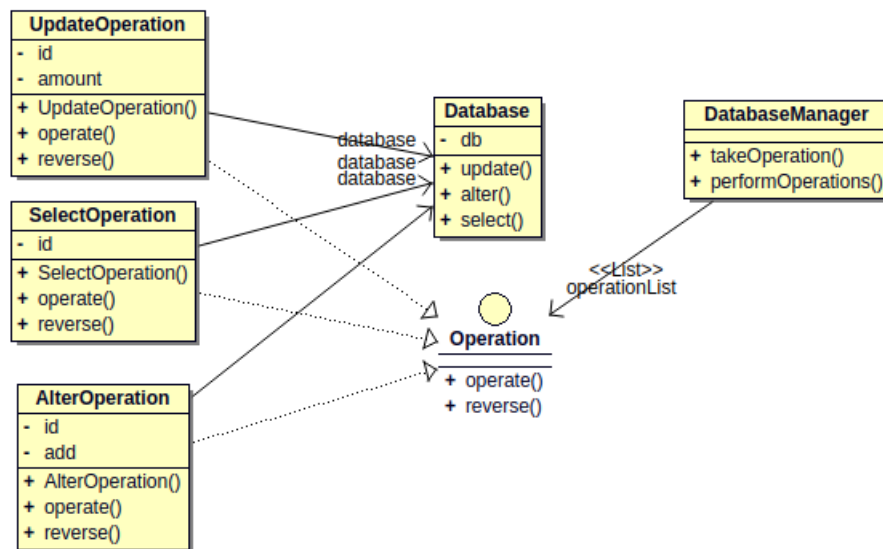 UpdateOperation
- id
- amount
+ UpdateOperation()
+ operate()
+ reverse()
SelectOperation
- id
+ SelectOperation()
+ operate()
+ reverse()
AlterOperation
- id
- add
+ AlterOperation()
+ operate()
+ reverse()
database
database
database
Database
- db
+ update()
+ alter()
+ select()
DatabaseManager
+ takeOperation()
+ performOperations()
<<List>>
operationList
Operation
+ operate()
+ reverse()